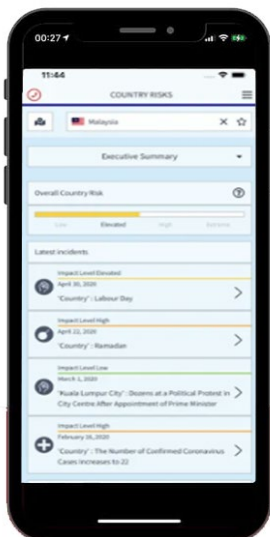 00:27
11:44
COUNTRY RISKS
Malaysia
Executive Summary
Overall Country Risk
Low Elevated High Extreme
Latest incidents
Impact Level Elevated
April 30, 2020
'Country' : Labour Day
Impact Level High
April 22, 2020
'Country' : Ramadan
Impact Level Low
March 1, 2020
'Kuala Lumpur City' : Dozens at a Political Protest in
City Centre After Appointment of Prime Minister
Impact Level High
February 16, 2020
'Country' : The Number of Confirmed Coronavirus
Cases Increases to 22